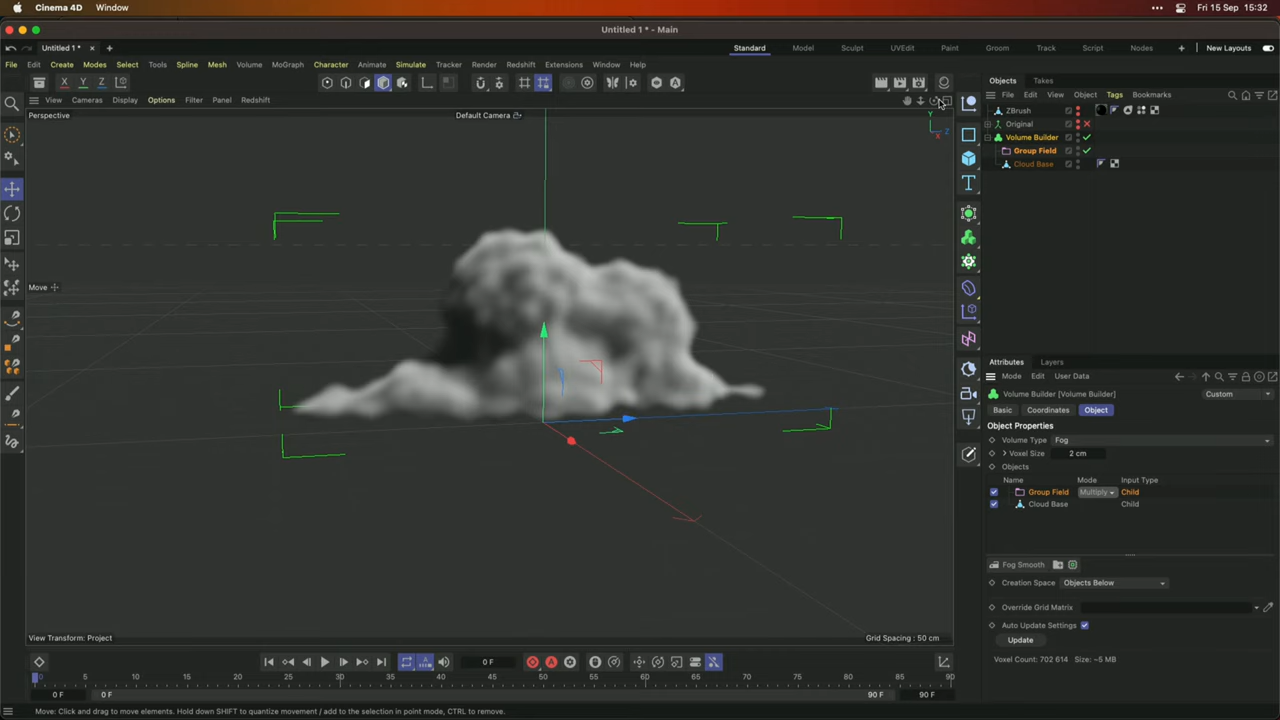 Cinema 4D Window Fri 15 Sep 15:32
Untitled 1 * - Main
Untitled 1 * Standard Model Sculpt UVEdit Paint Groom Track Script Nodes New Layouts
File Edit Create Modes Select Tools Spline Mesh Volume MoGraph Character Animate Simulate Tracker Render Redshift Extensions Window Help
X Y Z
Objects Takes
File Edit View Object Tags Bookmarks
View Cameras Display Options Filter Panel Redshift
Perspective Default Camera
ZBrush
Original
Volume Builder
Group Field
Cloud Base
Y
Z
X
Move
Attributes Layers
Mode Edit User Data
Volume Builder [Volume Builder] Custom
Basic Coordinates Object
Object Properties
Volume Type Fog
Voxel Size 2 cm
Objects
Name Mode Input Type
Group Field Multiply Child
Cloud Base Child
Fog Smooth
Creation Space Objects Below
Override Grid Matrix
Auto Update Settings
Update
Voxel Count: 702 614 Size: ~5 MB
View Transform: Project Grid Spacing : 50 cm
0 F
0 5 10 15 20 25 30 35 40 45 50 55 60 65 70 75 80 85 90
0 F 0 F 90 F 90 F
Move: Click and drag to move elements. Hold down SHIFT to quantize movement / add to the selection in point mode, CTRL to remove.